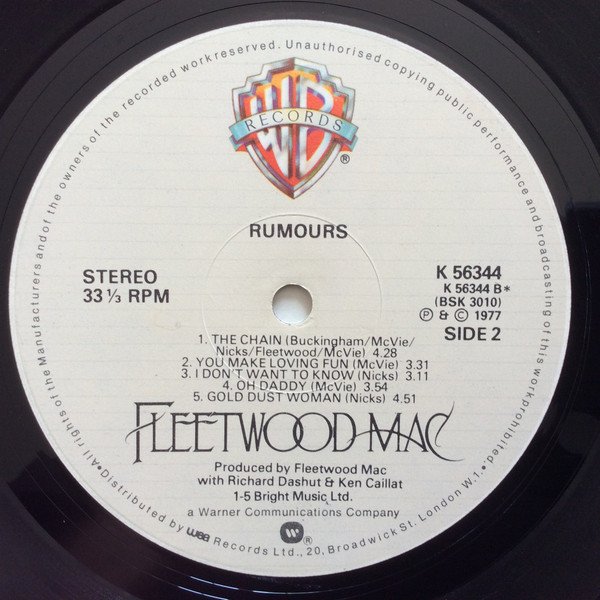 All rights of the Manufacturers and of the owners of the recorded work reserved. Unauthorised copying public performance and broadcasting of this work prohibited.
WB
RECORDS
®
RUMOURS
STEREO
33 ⅓ RPM
K 56344
K 56344 B*
(BSK 3010)
Ⓟ & © 1977
SIDE 2
1. THE CHAIN (Buckingham/McVie/
Nicks/Fleetwood/McVie) 4.28
2. YOU MAKE LOVING FUN (McVie) 3.31
3. I DON'T WANT TO KNOW (Nicks) 3.11
4. OH DADDY (McVie) 3.54
5. GOLD DUST WOMAN (Nicks) 4.51
FLEETWOOD MAC
Produced by Fleetwood Mac
with Richard Dashut & Ken Caillat
1-5 Bright Music Ltd.
a Warner Communications Company
®
•Distributed by wea Records Ltd., 20, Broadwick St. London W.1.•